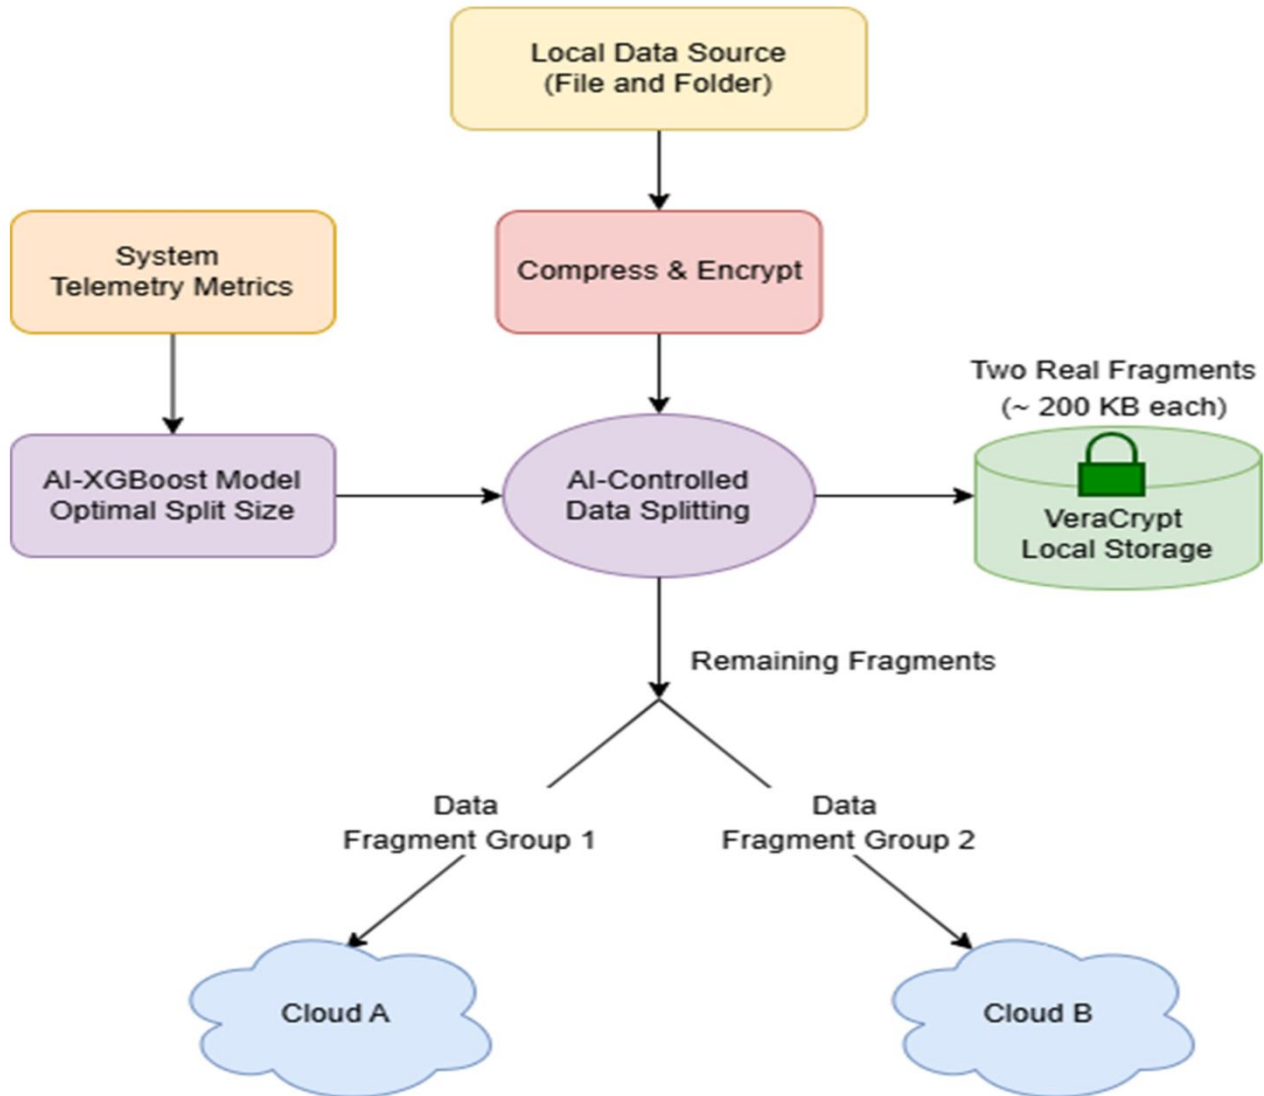 Local Data Source
(File and Folder)
System
Telemetry Metrics
Compress & Encrypt
Two Real Fragments
(~ 200 KB each)
AI-XGBoost Model
Optimal Split Size
AI-Controlled
Data Splitting
VeraCrypt
Local Storage
Remaining Fragments
Data
Fragment Group 1
Data
Fragment Group 2
Cloud A
Cloud B